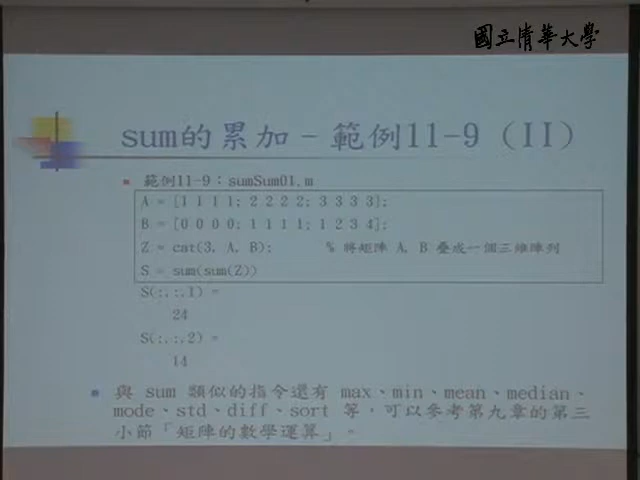 國立清華大學
sum的累加－範例11-9（II）
範例11-9：sumSum01.m
A = [1 1 1 1; 2 2 2 2; 3 3 3 3];
B = [0 0 0 0; 1 1 1 1; 1 2 3 4];
Z = cat(3, A, B); % 將矩陣 A, B 疊成一個三維陣列
S = sum(sum(Z))
S(:,:,1) =
24
S(:,:,2) =
14
與 sum 類似的指令還有 max、min、mean、median、
mode、std、diff、sort 等，可以參考第九章的第三
小節「矩陣的數學運算」。